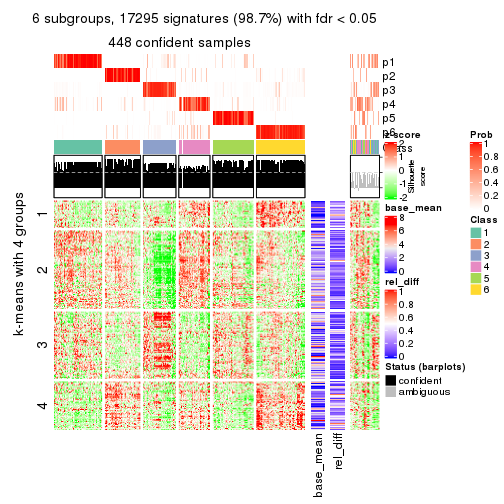 6 subgroups, 17295 signatures (98.7%) with fdr < 0.05
448 confident samples
p1
p2
p3
p4
p5
p6
Class
z-score
2
1
0
-1
-2
Silhouette
score
Prob
1
0.8
0.6
0.4
0.2
0
base_mean
8
6
4
2
0
Class
1
2
3
4
5
6
rel_diff
1
0.8
0.6
0.4
0.2
0
Status (barplots)
confident
ambiguous
k-means with 4 groups
1
2
3
4
base_mean
rel_diff